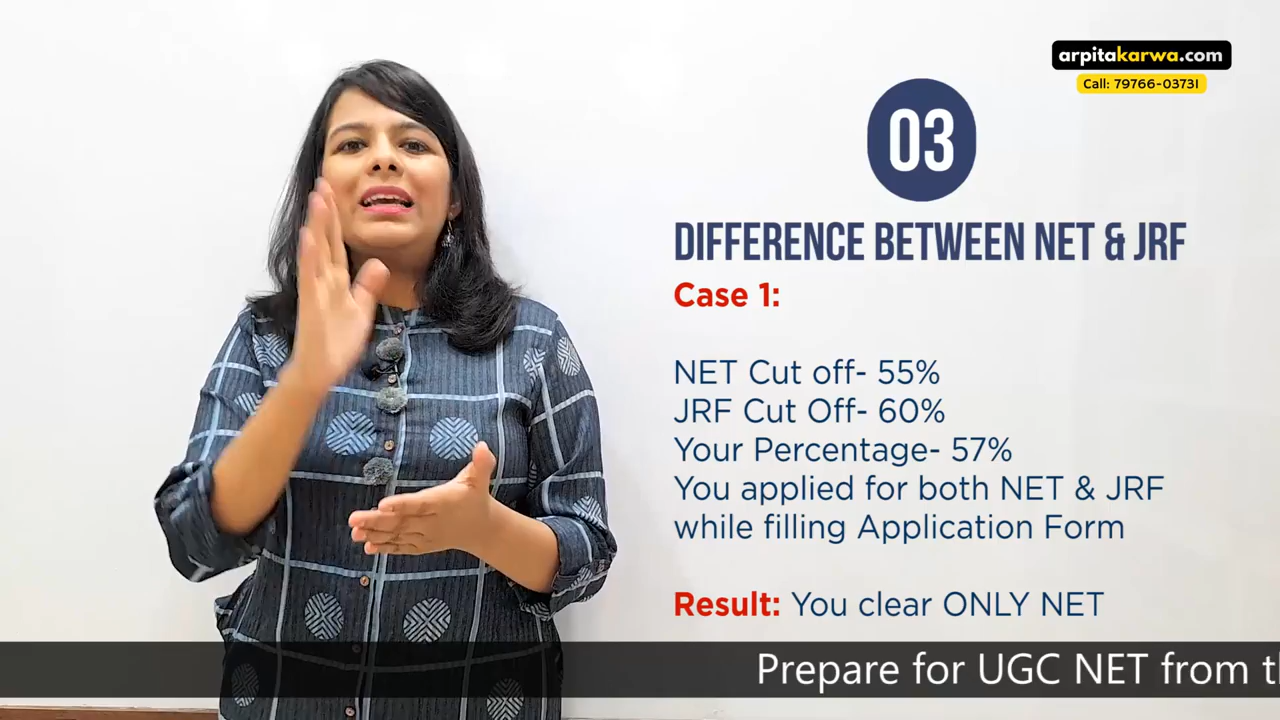 arpitakarwa.com
Call: 79766-03731
03
DIFFERENCE BETWEEN NET & JRF
Case 1:
NET Cut off- 55%
JRF Cut Off- 60%
Your Percentage- 57%
You applied for both NET & JRF
while filling Application Form
Result: You clear ONLY NET
Prepare for UGC NET from